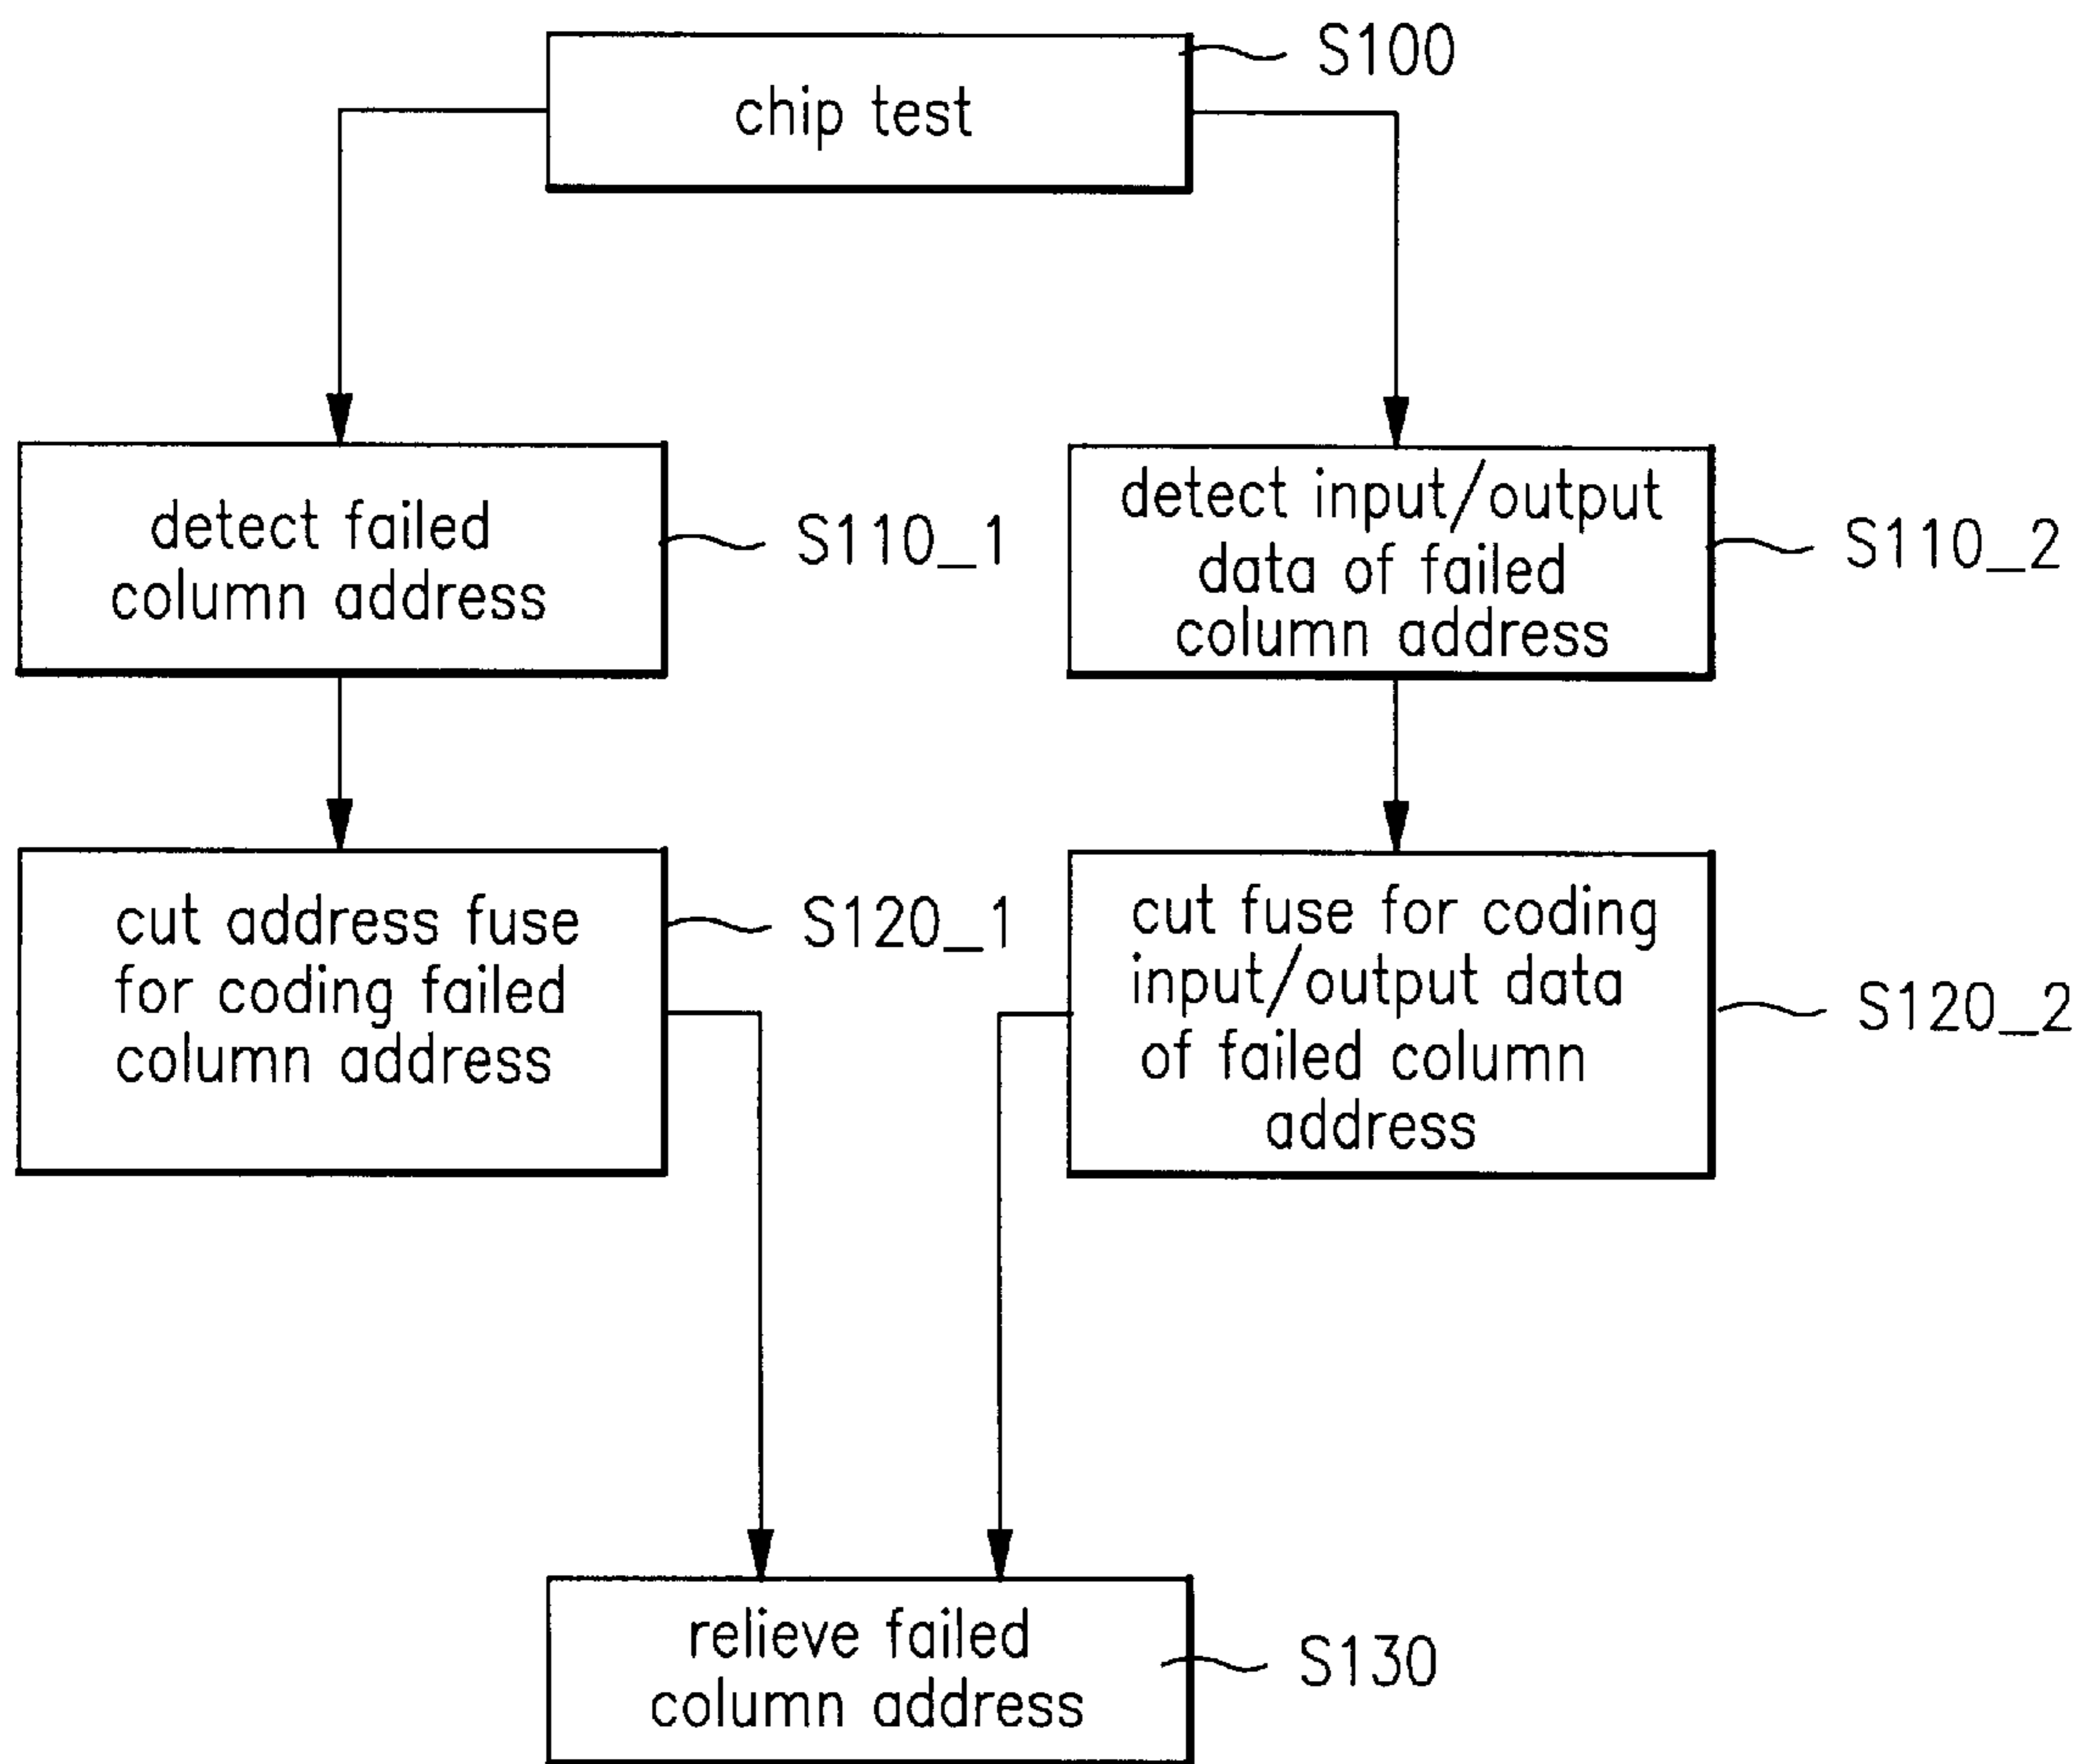 S100
chip test
detect failed
column address
S110_1
detect input/output
data of failed
column address
S110_2
cut address fuse
for coding failed
column address
S120_1
cut fuse for coding
input/output data
of failed column
address
S120_2
relieve failed
column address
S130